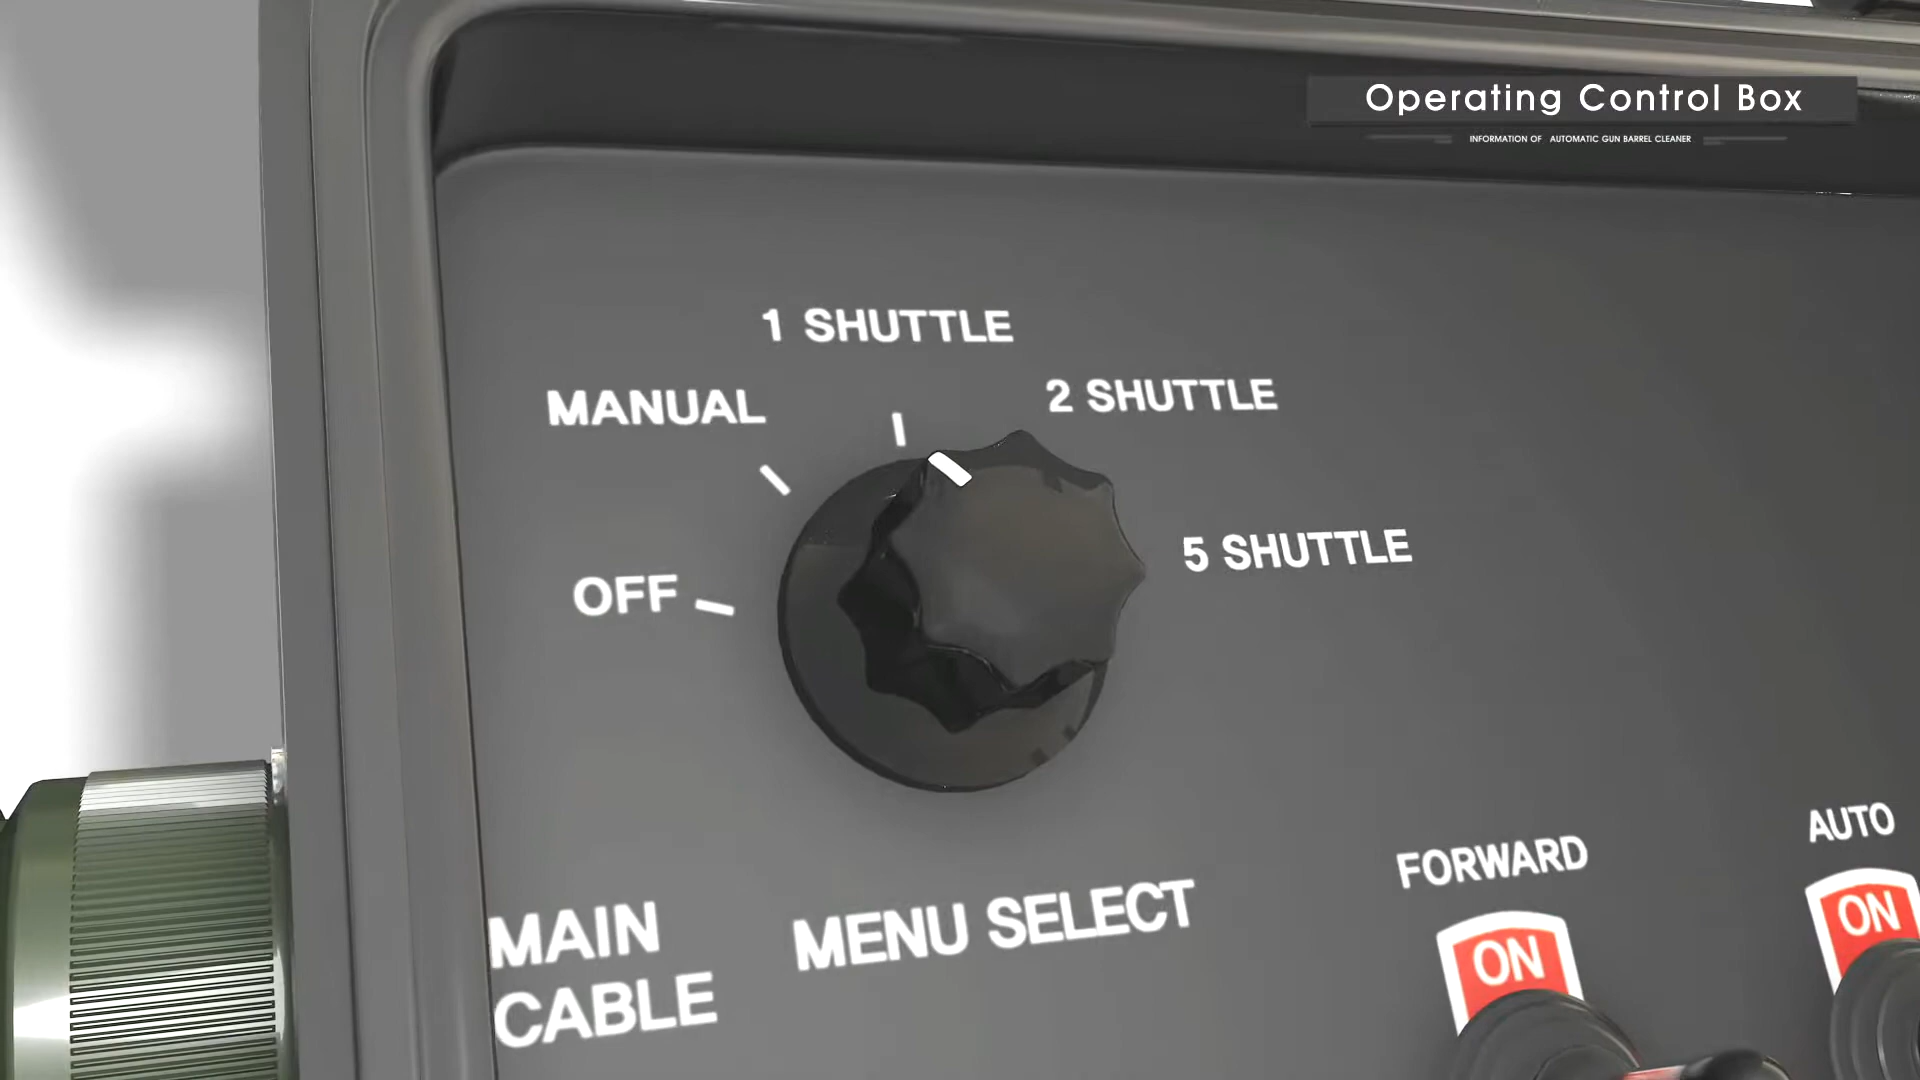 Operating Control Box
INFORMATION OF AUTOMATIC GUN BARREL CLEANER
1 SHUTTLE
MANUAL
2 SHUTTLE
OFF
5 SHUTTLE
MAIN
CABLE
MENU SELECT
FORWARD
ON
AUTO
ON